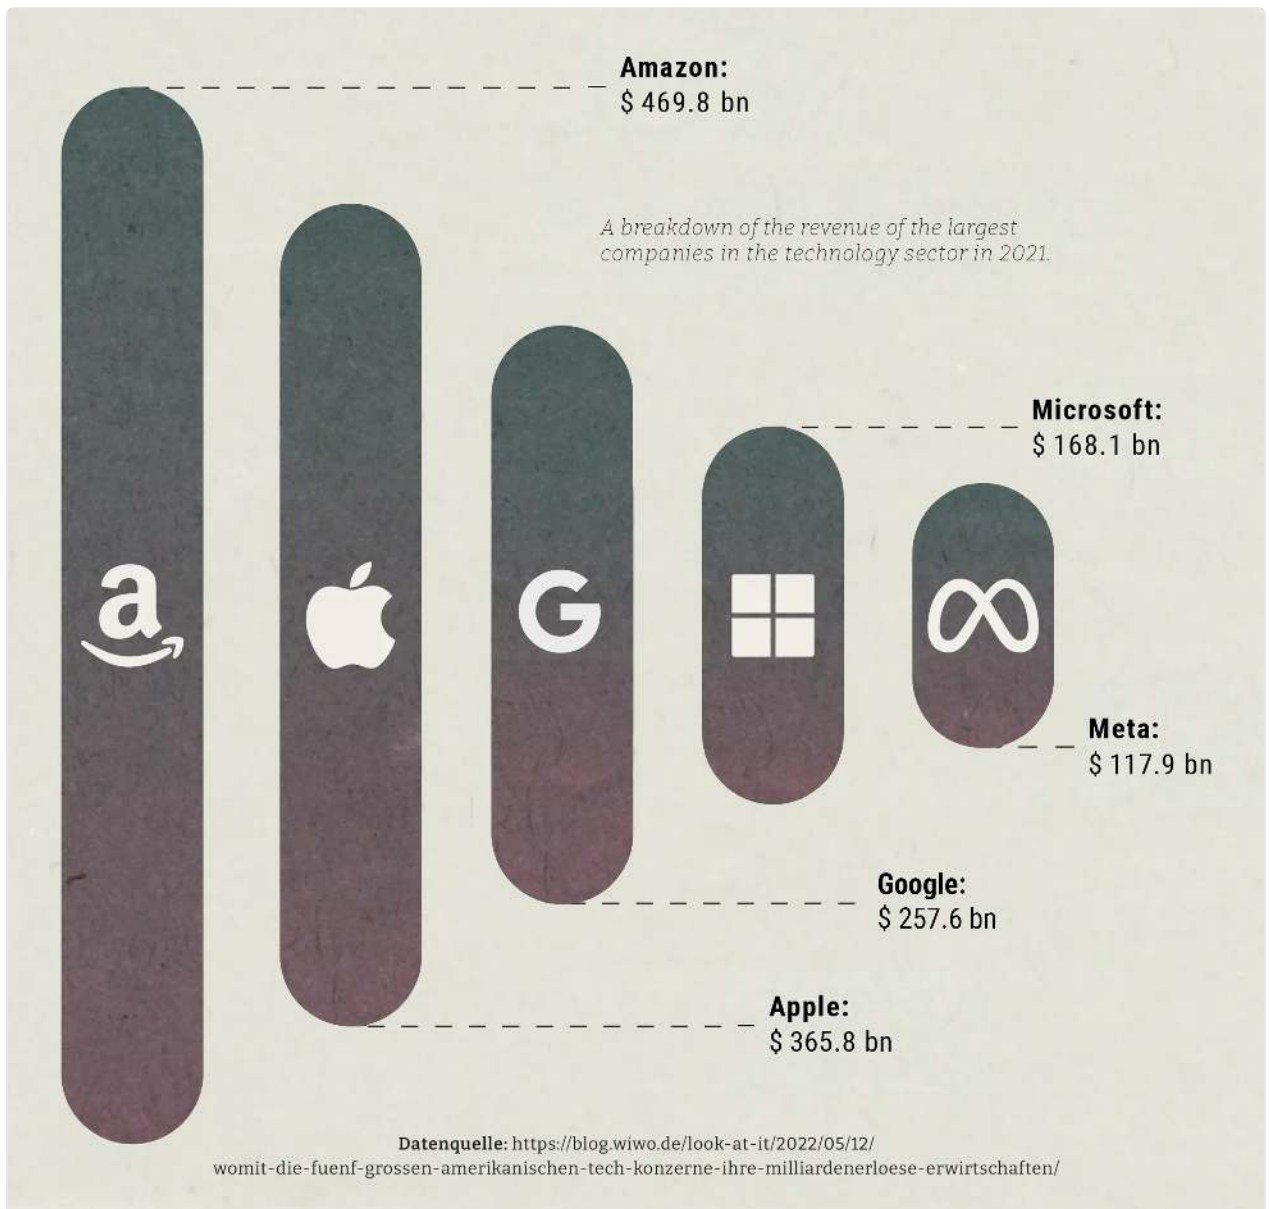 Amazon:
$ 469.8 bn
A breakdown of the revenue of the largest
companies in the technology sector in 2021.
Microsoft:
$ 168.1 bn
Meta:
$ 117.9 bn
Google:
$ 257.6 bn
Apple:
$ 365.8 bn
Datenquelle: https://blog.wiwo.de/look-at-it/2022/05/12/
womit-die-fuenf-grossen-amerikanischen-tech-konzerne-ihre-milliardenerloese-erwirtschaften/